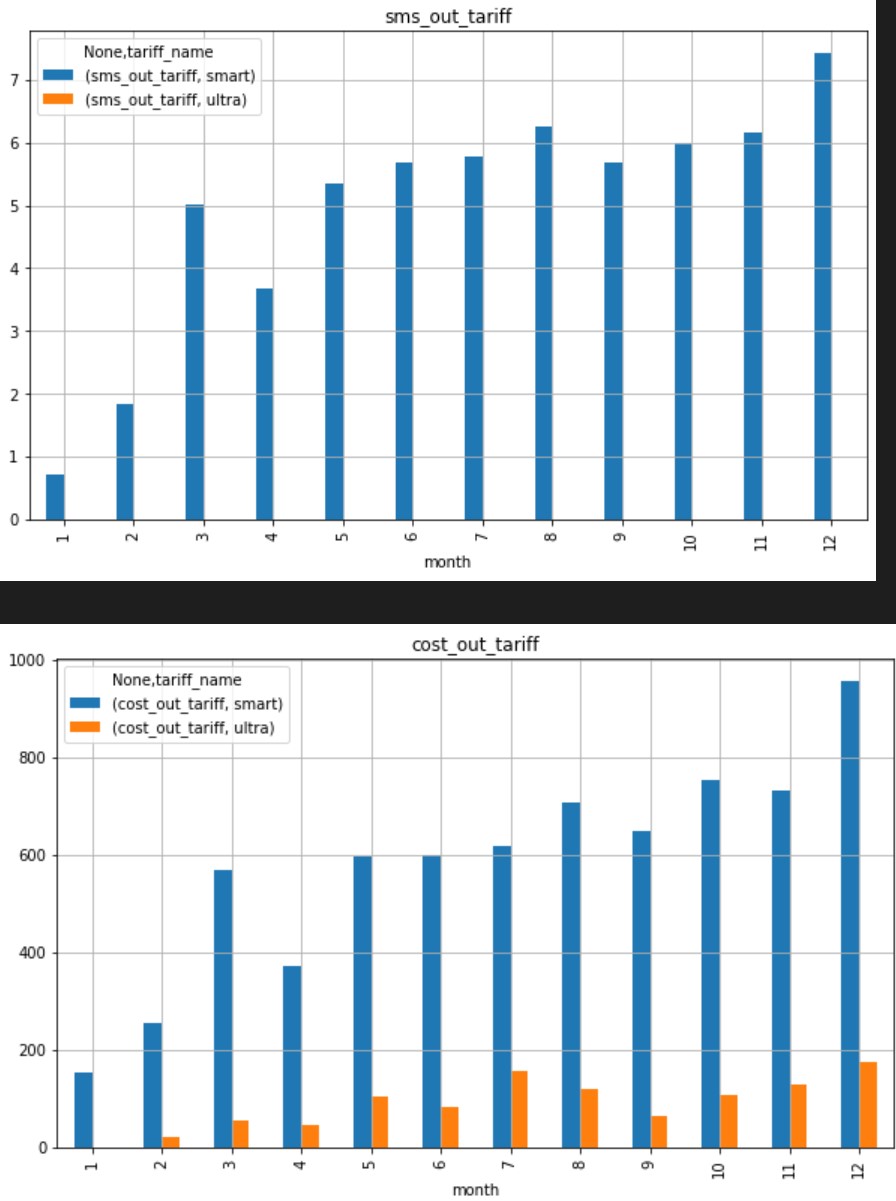 sms_out_tariff
None,tariff_name
(sms_out_tariff, smart)
(sms_out_tariff, ultra)
7
6
5
4
3
2
1
0
1 2 3 4 5 6 7 8 9 10 11 12
month
cost_out_tariff
1000
None,tariff_name
(cost_out_tariff, smart)
(cost_out_tariff, ultra)
800
600
400
200
0
1 2 3 4 5 6 7 8 9 10 11 12
month